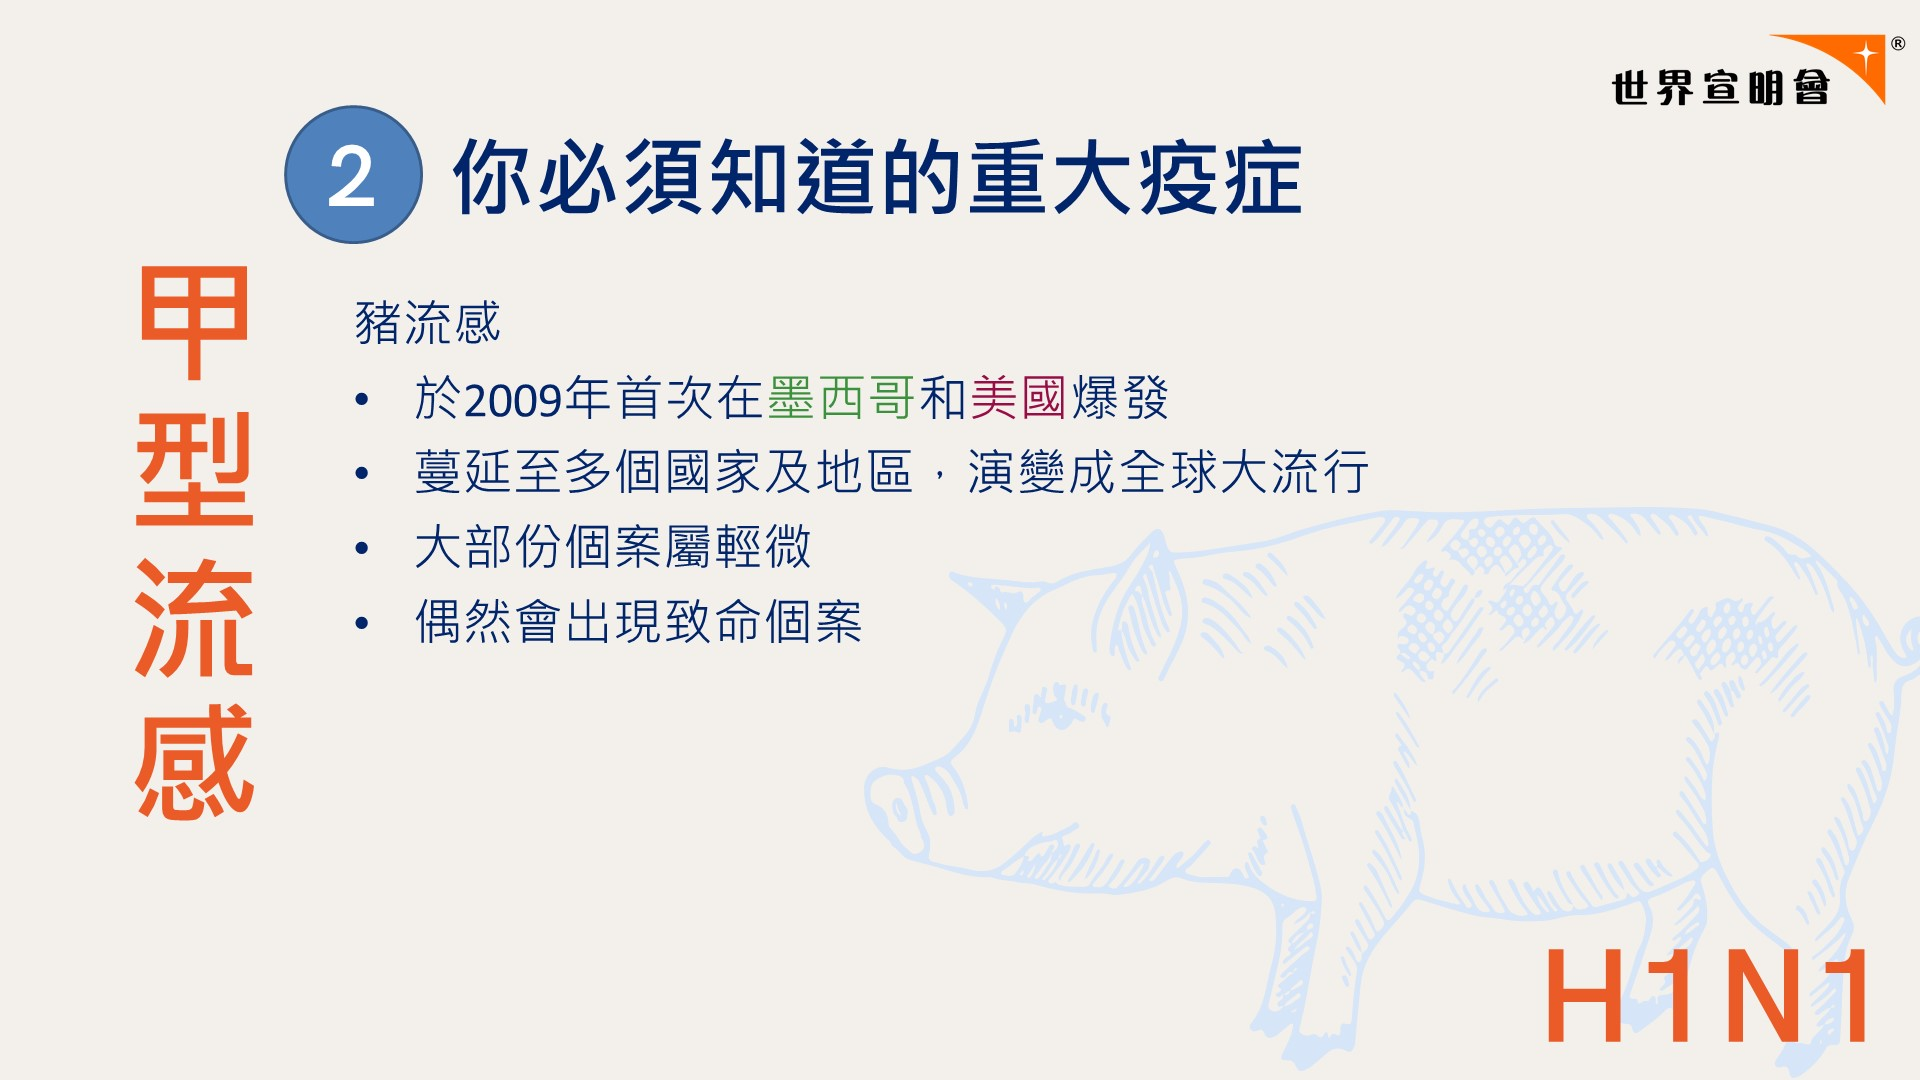 世界宣明會®
2 你必須知道的重大疫症
甲型流感
豬流感
• 於2009年首次在墨西哥和美國爆發
• 蔓延至多個國家及地區，演變成全球大流行
• 大部份個案屬輕微
• 偶然會出現致命個案
H1N1